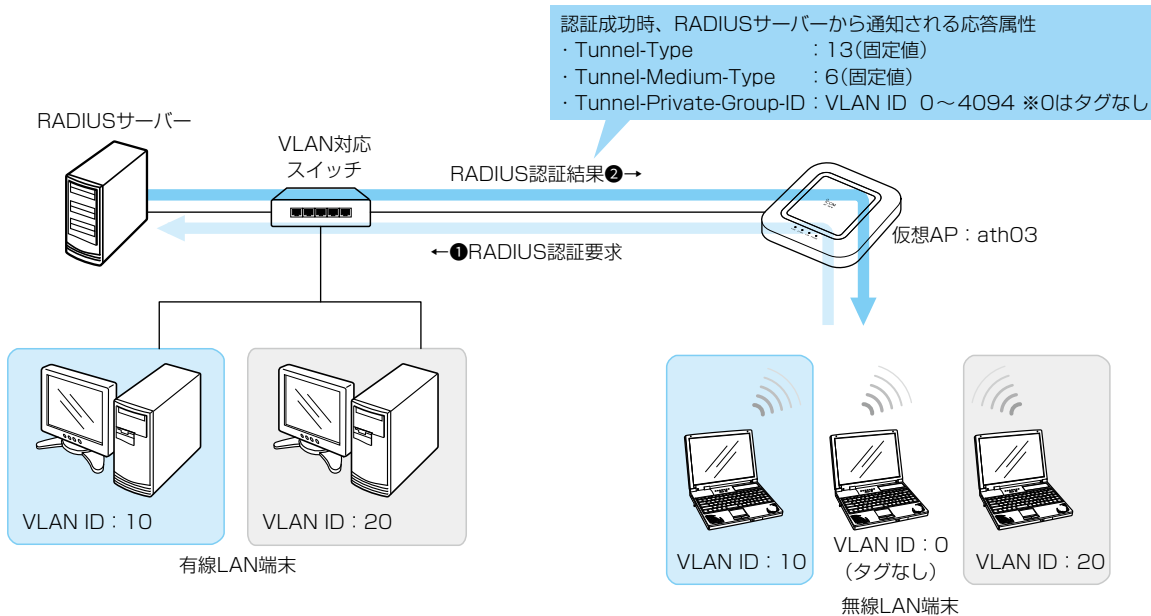 認証成功時、RADIUSサーバーから通知される応答属性
・Tunnel-Type ：13(固定値)
・Tunnel-Medium-Type ：6(固定値)
・Tunnel-Private-Group-ID：VLAN ID 0～4094 ※0はタグなし
RADIUSサーバー
VLAN対応
スイッチ
RADIUS認証結果❷→
←❶RADIUS認証要求
仮想AP：ath03
VLAN ID：10
VLAN ID：20
有線LAN端末
VLAN ID：10
VLAN ID：0
（タグなし）
VLAN ID：20
無線LAN端末